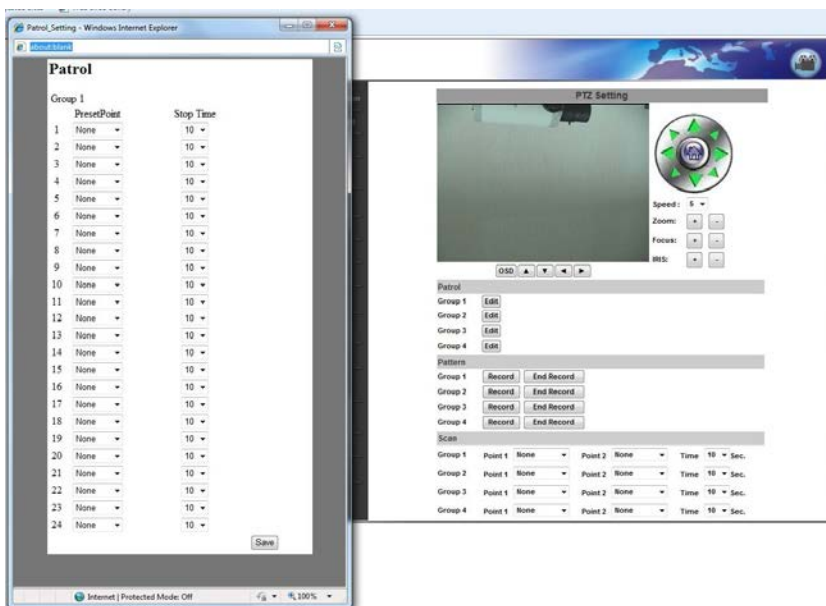 Patrol_Setting - Windows Internet Explorer
about:blank
Patrol
Group 1
PresetPoint Stop Time
1 None 10
2 None 10
3 None 10
4 None 10
5 None 10
6 None 10
7 None 10
8 None 10
9 None 10
10 None 10
11 None 10
12 None 10
13 None 10
14 None 10
15 None 10
16 None 10
17 None 10
18 None 10
19 None 10
20 None 10
21 None 10
22 None 10
23 None 10
24 None 10
Save
Internet | Protected Mode: Off 100%
PTZ Setting
Speed : 5
Zoom: + -
Focus: + -
IRIS: + -
OSD
Patrol
Group 1 Edit
Group 2 Edit
Group 3 Edit
Group 4 Edit
Pattern
Group 1 Record End Record
Group 2 Record End Record
Group 3 Record End Record
Group 4 Record End Record
Scan
Group 1 Point 1 None Point 2 None Time 10 Sec.
Group 2 Point 1 None Point 2 None Time 10 Sec.
Group 3 Point 1 None Point 2 None Time 10 Sec.
Group 4 Point 1 None Point 2 None Time 10 Sec.